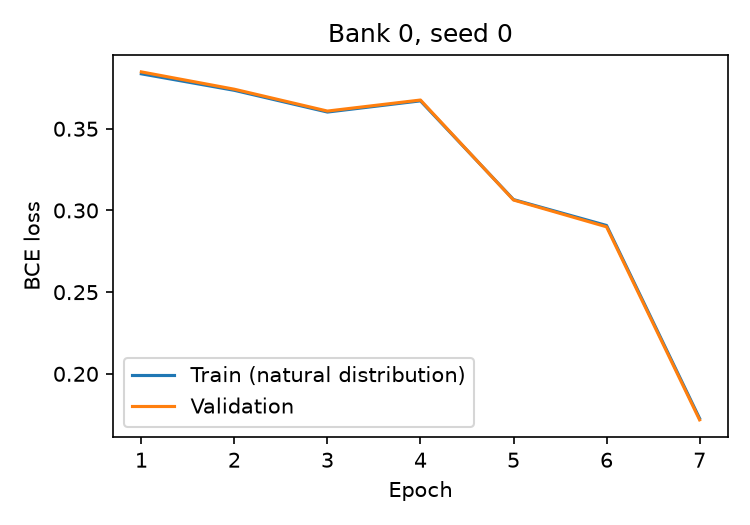 Bank 0, seed 0
BCE loss
0.35
0.30
0.25
0.20
Train (natural distribution)
Validation
1 2 3 4 5 6 7
Epoch